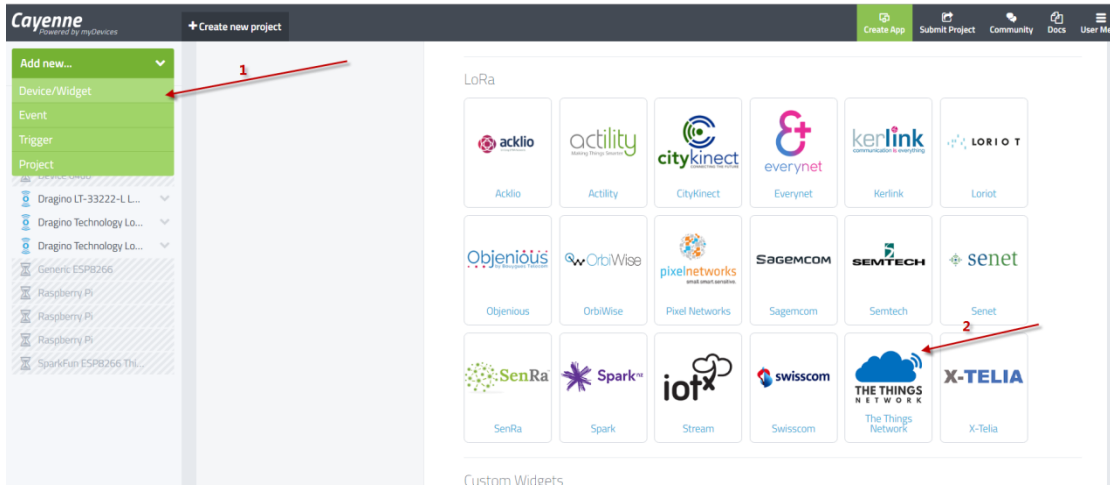 Cayenne
Powered by myDevices
+ Create new project
Create App
Submit Project
Community
Docs
User Me
Add new...
Device/Widget
Event
Trigger
Project
1
Dragino LT-33222-L L...
Dragino Technology Lo...
Dragino Technology Lo...
Generic ESP8266
Raspberry Pi
Raspberry Pi
Raspberry Pi
SparkFun ESP8266 Thi...
LoRa
acklio
Acklio
actility
Making Things Smarter
Actility
citykinect
CONNECTING THE FUTURE
CityKinect
everynet
Everynet
kerlink
communication is everything
Kerlink
LORIOT
Loriot
Objenious
by Bouygues Telecom
Objenious
OrbiWise
OrbiWise
pixelnetworks
small.smart.sensitive.
Pixel Networks
SAGEMCOM
Sagemcom
SEMTECH
Semtech
senet
Senet
2
SenRa
SenRa
Spark
Spark
iotx
Stream
swisscom
Swisscom
THE THINGS
NETWORK
The Things
Network
X-TELIA
X-Telia
Custom Widgets